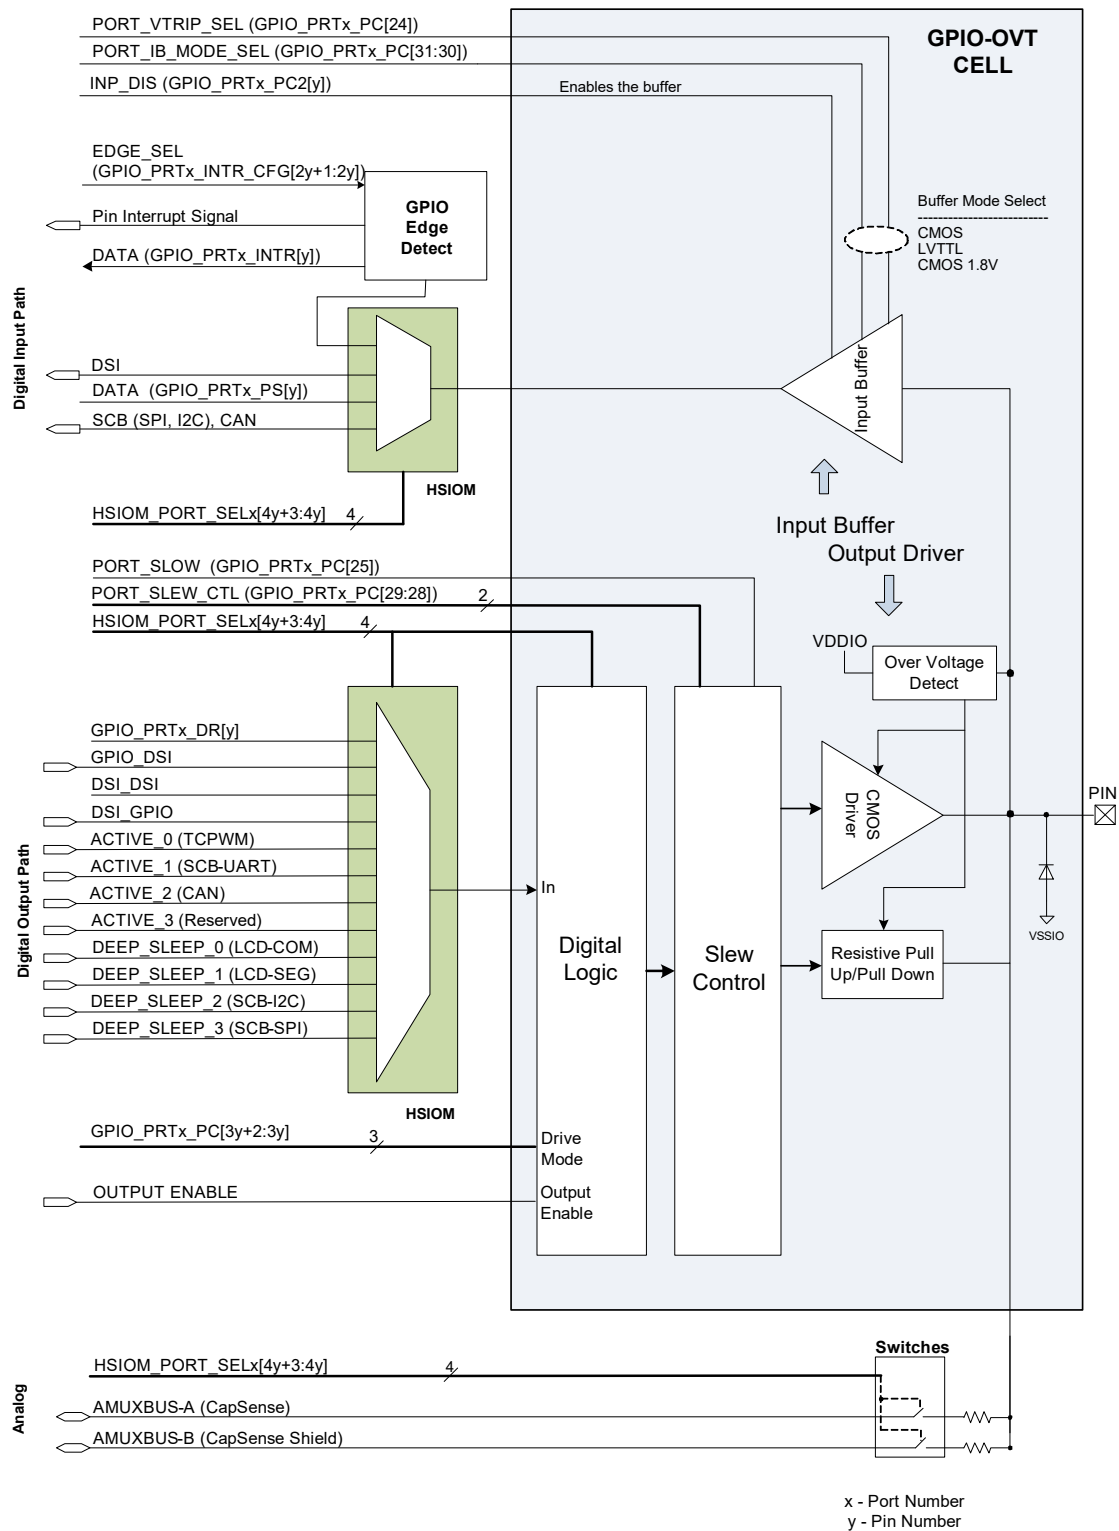 PORT_VTRIP_SEL (GPIO_PRTx_PC[24])
PORT_IB_MODE_SEL (GPIO_PRTx_PC[31:30])
INP_DIS (GPIO_PRTx_PC2[y])
Enables the buffer
GPIO-OVT
CELL
EDGE_SEL
(GPIO_PRTx_INTR_CFG[2y+1:2y])
Pin Interrupt Signal
DATA (GPIO_PRTx_INTR[y])
GPIO
Edge
Detect
Buffer Mode Select
---------------------------
CMOS
LVTTL
CMOS 1.8V
Digital Input Path
DSI
DATA (GPIO_PRTx_PS[y])
SCB (SPI, I2C), CAN
HSIOM
Input Buffer
HSIOM_PORT_SELx[4y+3:4y]
4
Input Buffer
Output Driver
PORT_SLOW (GPIO_PRTx_PC[25])
PORT_SLEW_CTL (GPIO_PRTx_PC[29:28])
2
HSIOM_PORT_SELx[4y+3:4y]
4
VDDIO
Over Voltage
Detect
Digital Output Path
GPIO_PRTx_DR[y]
GPIO_DSI
DSI_DSI
DSI_GPIO
ACTIVE_0 (TCPWM)
ACTIVE_1 (SCB-UART)
ACTIVE_2 (CAN)
ACTIVE_3 (Reserved)
DEEP_SLEEP_0 (LCD-COM)
DEEP_SLEEP_1 (LCD-SEG)
DEEP_SLEEP_2 (SCB-I2C)
DEEP_SLEEP_3 (SCB-SPI)
HSIOM
In
Digital
Logic
Slew
Control
CMOS
Driver
PIN
VSSIO
Resistive Pull
Up/Pull Down
GPIO_PRTx_PC[3y+2:3y]
3
Drive
Mode
OUTPUT ENABLE
Output
Enable
Analog
HSIOM_PORT_SELx[4y+3:4y]
4
Switches
AMUXBUS-A (CapSense)
AMUXBUS-B (CapSense Shield)
x - Port Number
y - Pin Number